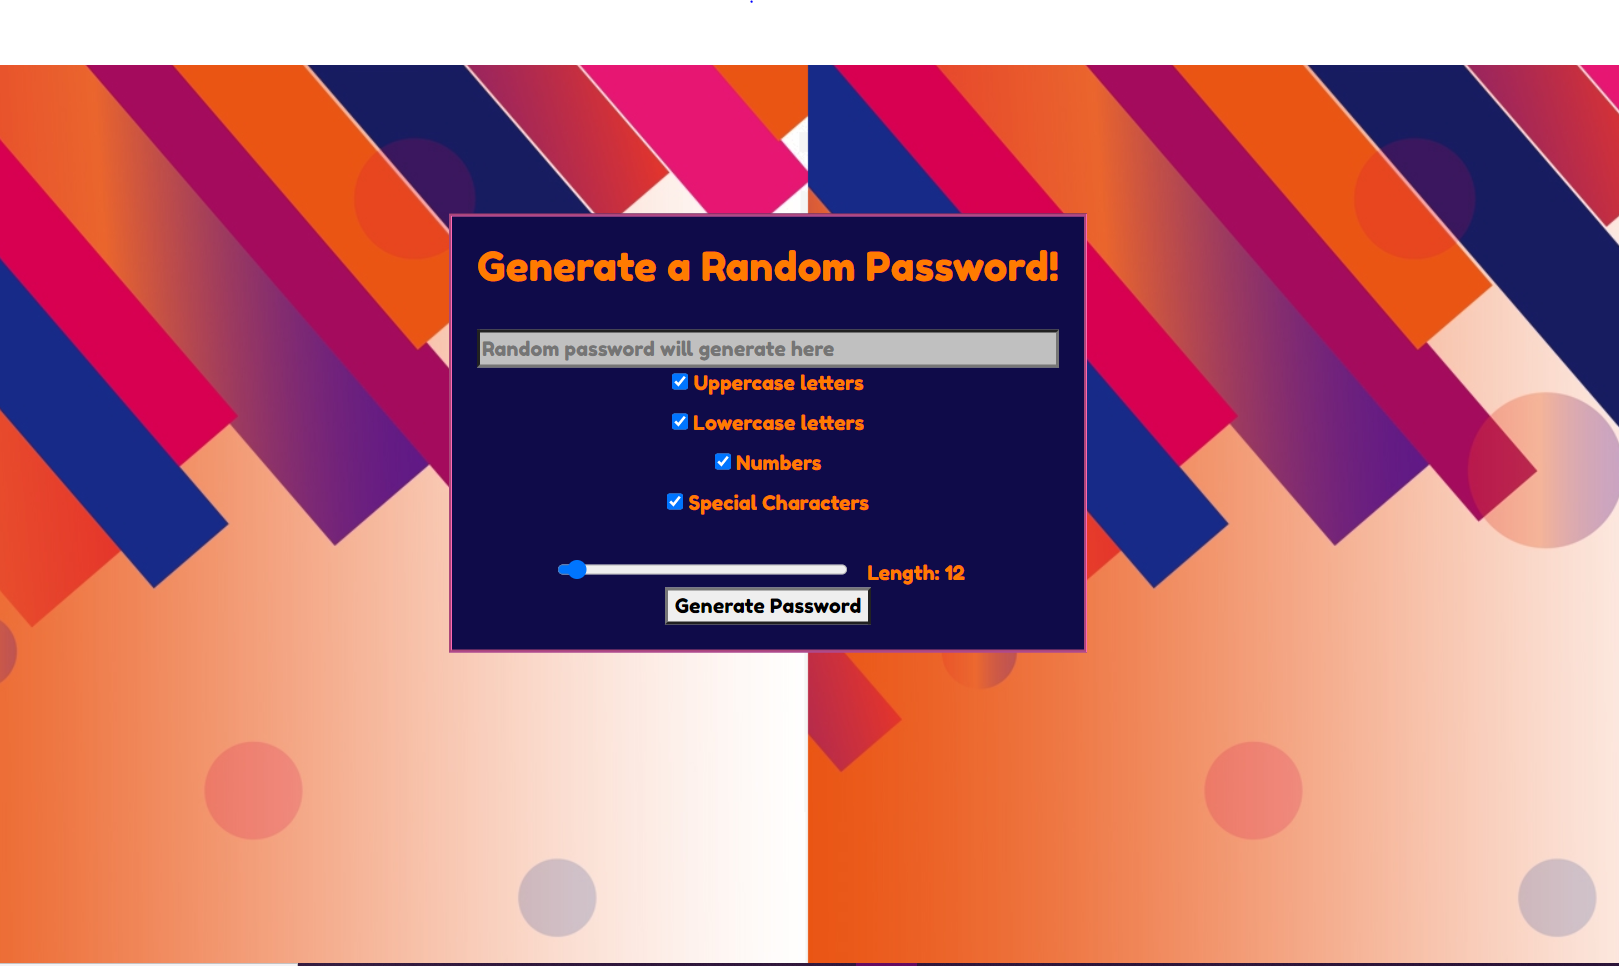 Generate a Random Password!
Random password will generate here
Uppercase letters
Lowercase letters
Numbers
Special Characters
Length: 12
Generate Password